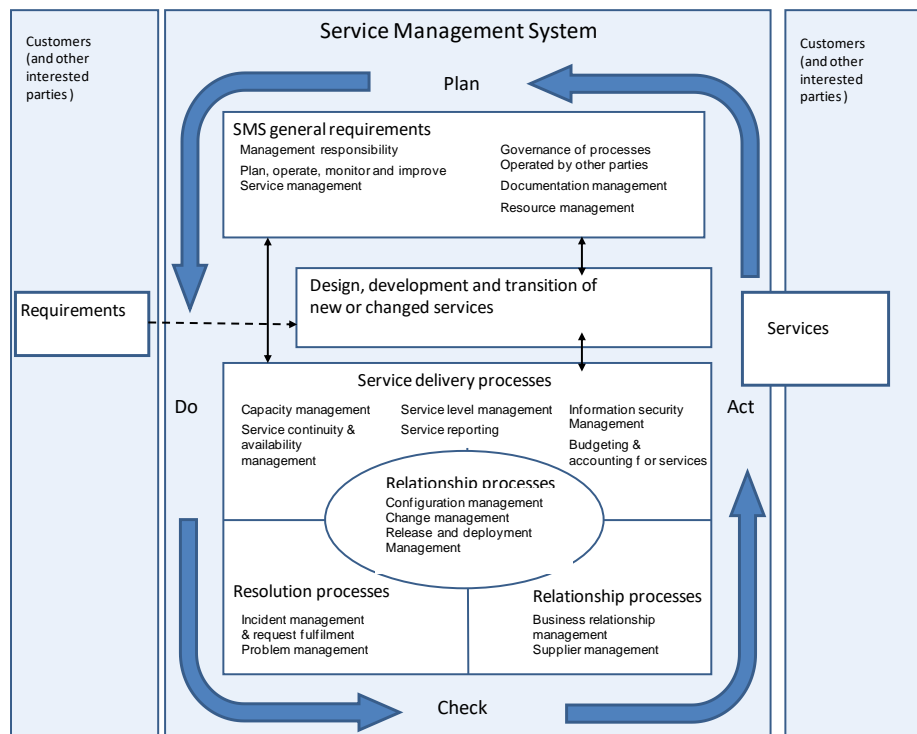 Customers
(and other
interested
parties )
Service Management System
Customers
(and other
interested
parties )
Plan
SMS general requirements
Management responsibility
Plan, operate, monitor and improve
Service management
Governance of processes
Operated by other parties
Documentation management
Resource management
Design, development and transition of
new or changed services
Requirements
Services
Service delivery processes
Do
Act
Capacity management
Service continuity &
availability
management
Service level management
Service reporting
Information security
Management
Budgeting &
accounting f or services
Relationship processes
Configuration management
Change management
Release and deployment
Management
Resolution processes
Incident management
& request fulfilment
Problem management
Relationship processes
Business relationship
management
Supplier management
Check